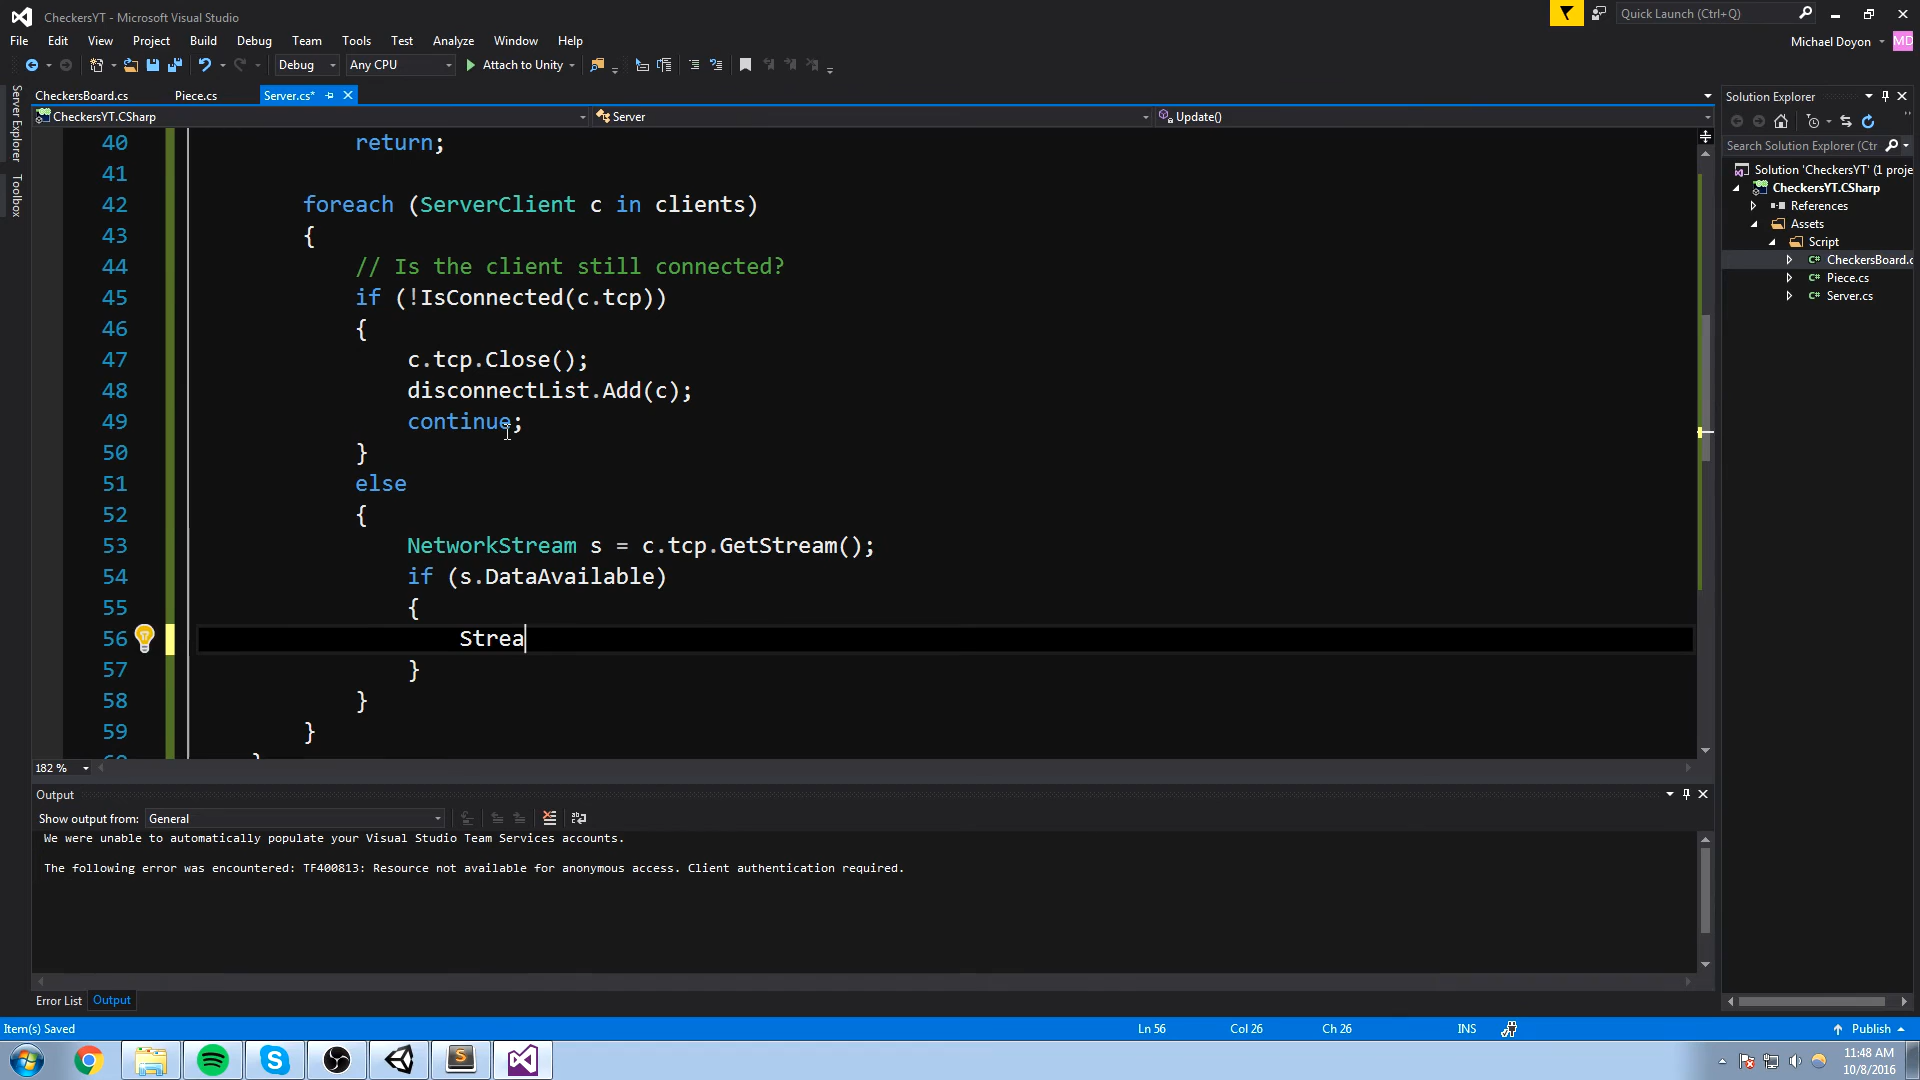 CheckersYT - Microsoft Visual Studio
Quick Launch (Ctrl+Q)
File Edit View Project Build Debug Team Tools Test Analyze Window Help
Michael Doyon MD
Debug Any CPU Attach to Unity
Server Explorer
Toolbox
CheckersBoard.cs Piece.cs Server.cs*
CheckersYT.CSharp Server Update()
40 return;
41
42 foreach (ServerClient c in clients)
43 {
44 // Is the client still connected?
45 if (!IsConnected(c.tcp))
46 {
47 c.tcp.Close();
48 disconnectList.Add(c);
49 continue;
50 }
51 else
52 {
53 NetworkStream s = c.tcp.GetStream();
54 if (s.DataAvailable)
55 {
56 Strea
57 }
58 }
59 }
182 %
Solution Explorer
Search Solution Explorer (Ctr
Solution 'CheckersYT' (1 proje
CheckersYT.CSharp
References
Assets
Script
CheckersBoard.c
Piece.cs
Server.cs
Output
Show output from: General
We were unable to automatically populate your Visual Studio Team Services accounts.
The following error was encountered: TF400813: Resource not available for anonymous access. Client authentication required.
Error List Output
Item(s) Saved Ln 56 Col 26 Ch 26 INS Publish
11:48 AM
10/8/2016